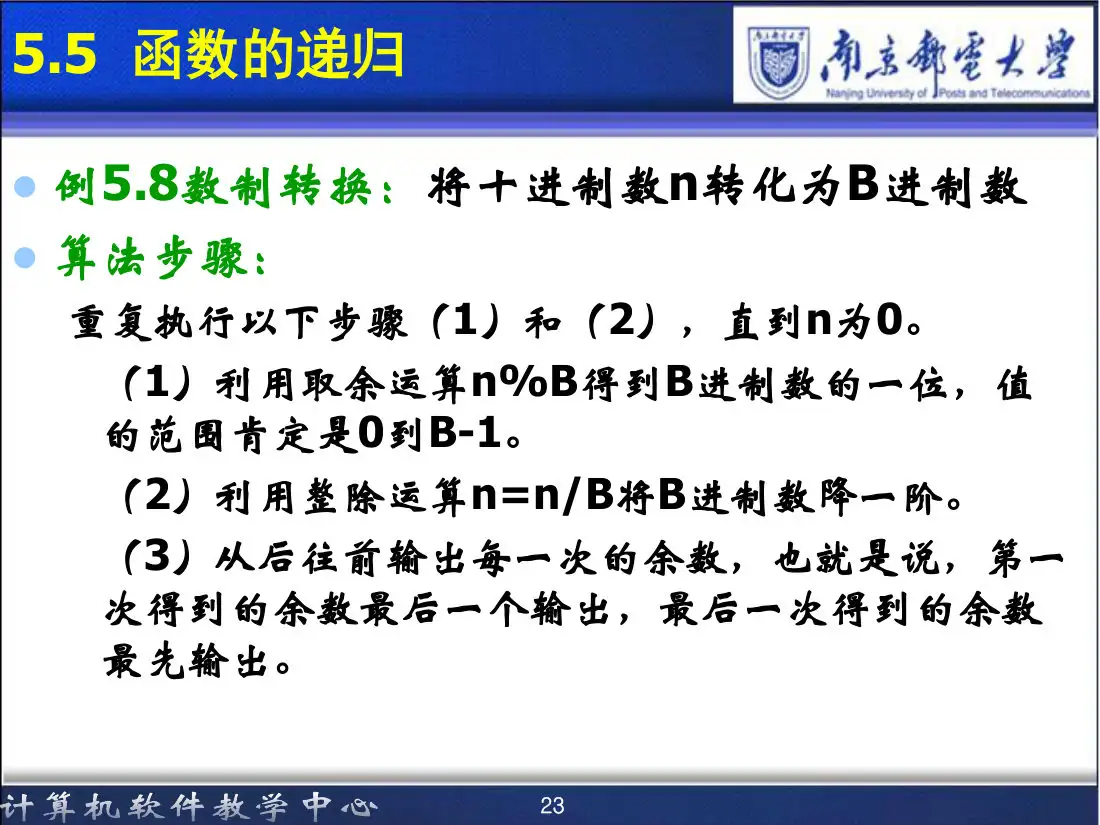 5.5 函数的递归
南京邮电大学
Nanjing University of Posts and Telecommunications
例5.8数制转换：将十进制数n转化为B进制数
算法步骤：
重复执行以下步骤（1）和（2），直到n为0。
（1）利用取余运算n%B得到B进制数的一位，值
的范围肯定是0到B-1。
（2）利用整除运算n=n/B将B进制数降一阶。
（3）从后往前输出每一次的余数，也就是说，第一
次得到的余数最后一个输出，最后一次得到的余数
最先输出。
计算机软件教学中心
23